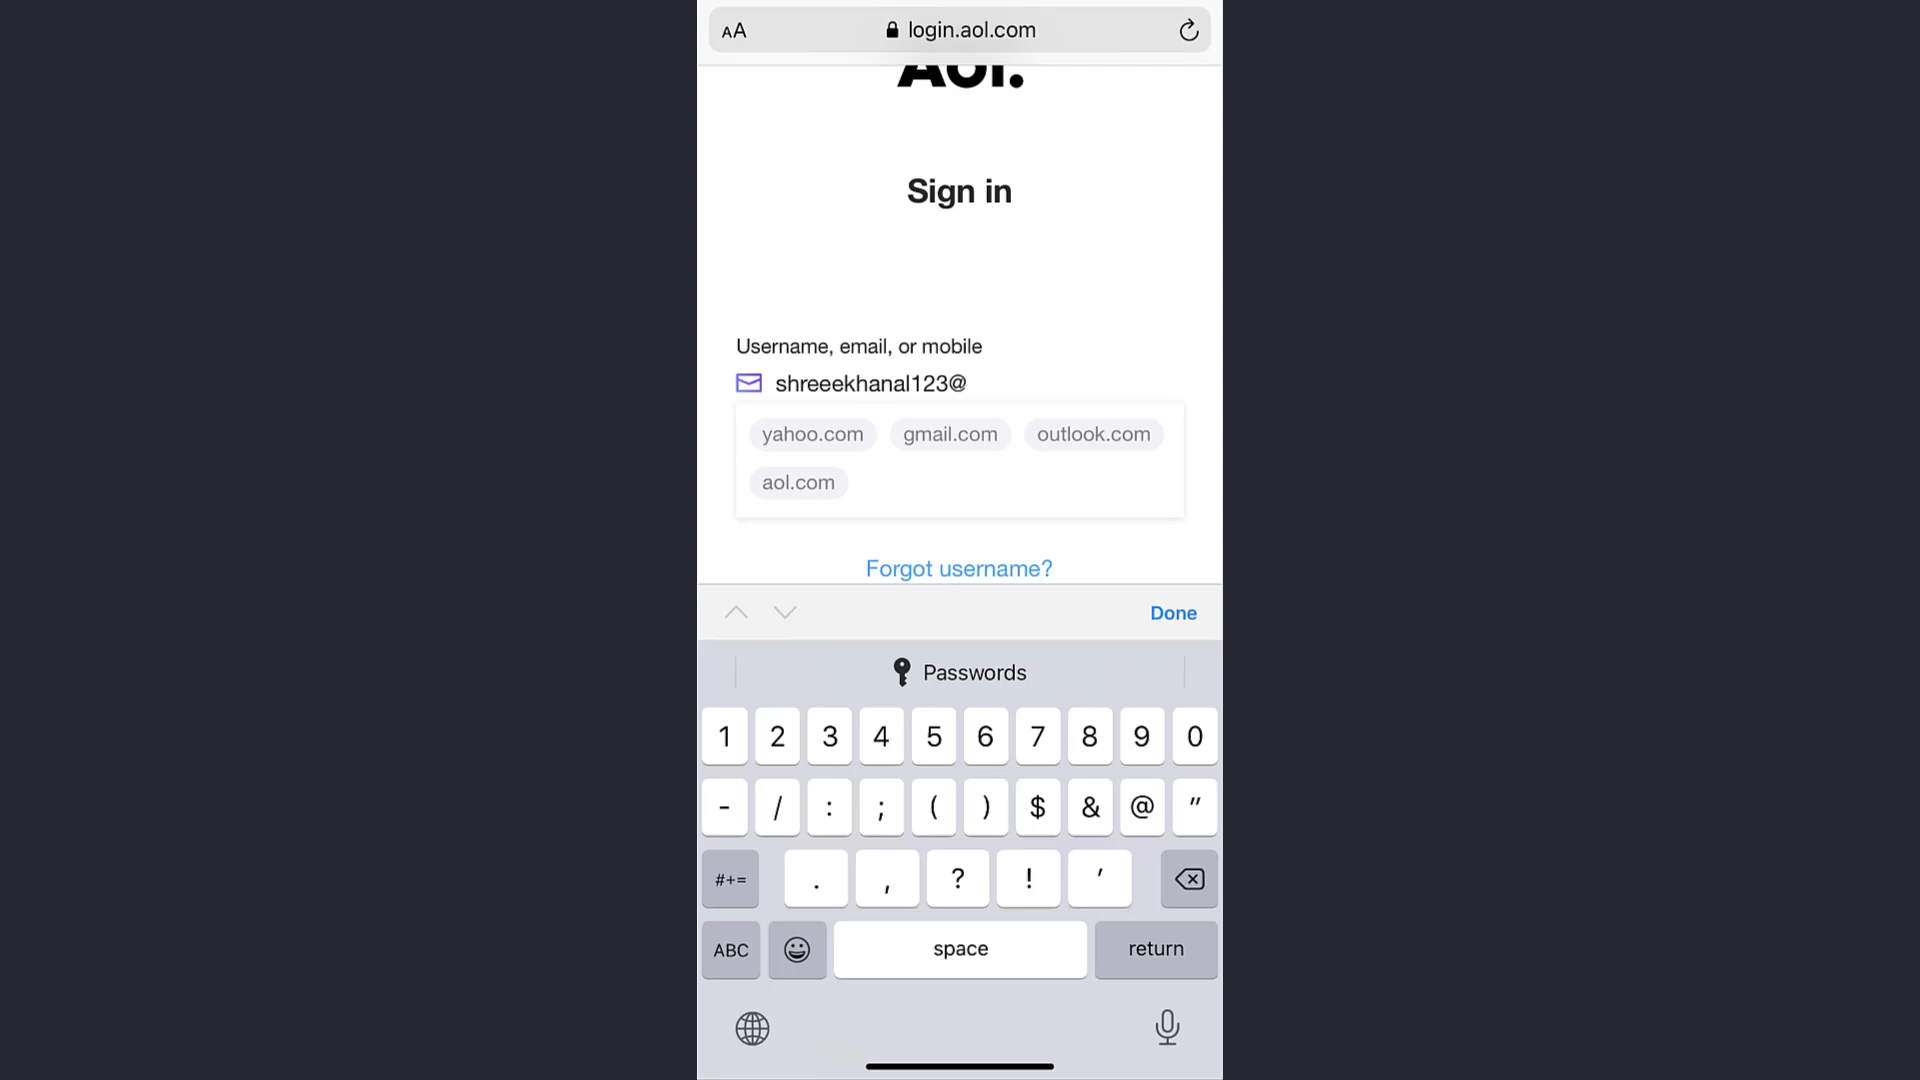 AA login.aol.com
Aol.
Sign in
Username, email, or mobile
shreeekhanal123@
yahoo.com gmail.com outlook.com
aol.com
Forgot username?
Done
Passwords
1 2 3 4 5 6 7 8 9 0
- / : ; ( ) $ & @ "
#+= . , ? ! '
ABC space return